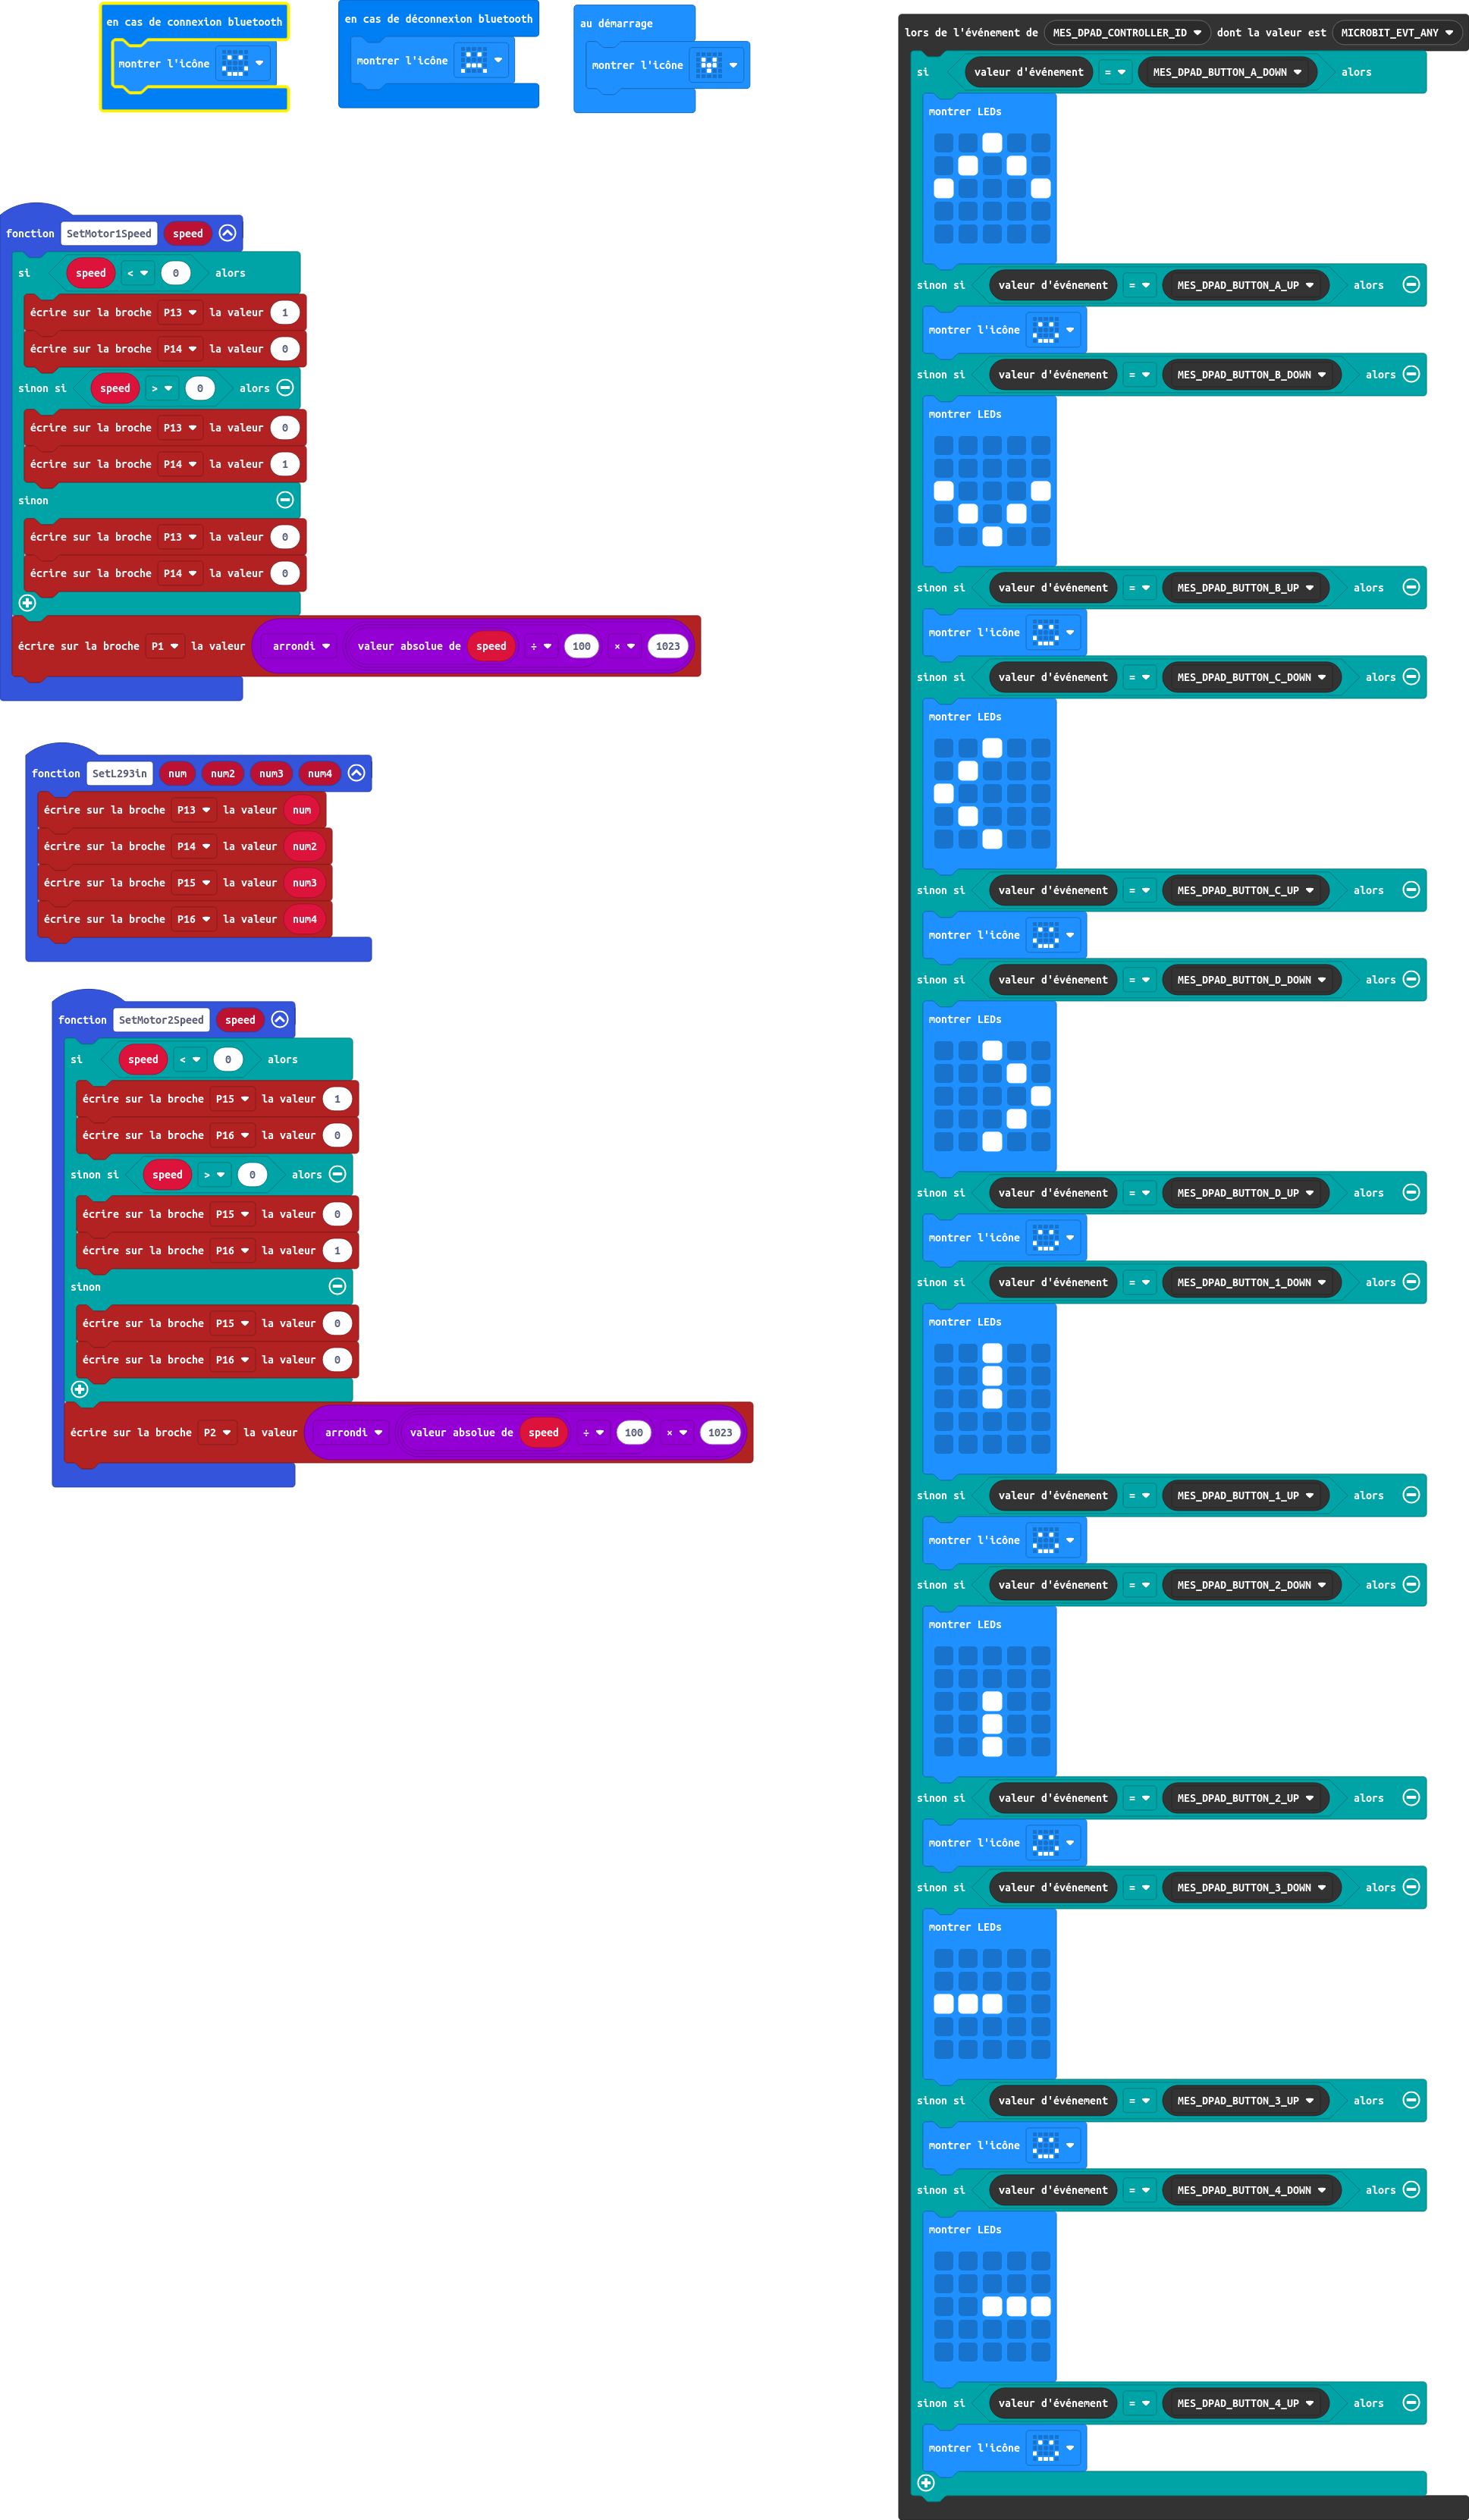 en cas de connexion bluetooth
montrer l'icône
en cas de déconnexion bluetooth
montrer l'icône
au démarrage
montrer l'icône
fonction SetMotor1Speed speed
si speed < 0 alors
écrire sur la broche P13 la valeur 1
écrire sur la broche P14 la valeur 0
sinon si speed > 0 alors
écrire sur la broche P13 la valeur 0
écrire sur la broche P14 la valeur 1
sinon
écrire sur la broche P13 la valeur 0
écrire sur la broche P14 la valeur 0
écrire sur la broche P1 la valeur arrondi valeur absolue de speed ÷ 100 × 1023
fonction SetL293in num num2 num3 num4
écrire sur la broche P13 la valeur num
écrire sur la broche P14 la valeur num2
écrire sur la broche P15 la valeur num3
écrire sur la broche P16 la valeur num4
fonction SetMotor2Speed speed
si speed < 0 alors
écrire sur la broche P15 la valeur 1
écrire sur la broche P16 la valeur 0
sinon si speed > 0 alors
écrire sur la broche P15 la valeur 0
écrire sur la broche P16 la valeur 1
sinon
écrire sur la broche P15 la valeur 0
écrire sur la broche P16 la valeur 0
écrire sur la broche P2 la valeur arrondi valeur absolue de speed ÷ 100 × 1023
lors de l'événement de MES_DPAD_CONTROLLER_ID dont la valeur est MICROBIT_EVT_ANY
si valeur d'événement = MES_DPAD_BUTTON_A_DOWN alors
montrer LEDs
sinon si valeur d'événement = MES_DPAD_BUTTON_A_UP alors
montrer l'icône
sinon si valeur d'événement = MES_DPAD_BUTTON_B_DOWN alors
montrer LEDs
sinon si valeur d'événement = MES_DPAD_BUTTON_B_UP alors
montrer l'icône
sinon si valeur d'événement = MES_DPAD_BUTTON_C_DOWN alors
montrer LEDs
sinon si valeur d'événement = MES_DPAD_BUTTON_C_UP alors
montrer l'icône
sinon si valeur d'événement = MES_DPAD_BUTTON_D_DOWN alors
montrer LEDs
sinon si valeur d'événement = MES_DPAD_BUTTON_D_UP alors
montrer l'icône
sinon si valeur d'événement = MES_DPAD_BUTTON_1_DOWN alors
montrer LEDs
sinon si valeur d'événement = MES_DPAD_BUTTON_1_UP alors
montrer l'icône
sinon si valeur d'événement = MES_DPAD_BUTTON_2_DOWN alors
montrer LEDs
sinon si valeur d'événement = MES_DPAD_BUTTON_2_UP alors
montrer l'icône
sinon si valeur d'événement = MES_DPAD_BUTTON_3_DOWN alors
montrer LEDs
sinon si valeur d'événement = MES_DPAD_BUTTON_3_UP alors
montrer l'icône
sinon si valeur d'événement = MES_DPAD_BUTTON_4_DOWN alors
montrer LEDs
sinon si valeur d'événement = MES_DPAD_BUTTON_4_UP alors
montrer l'icône